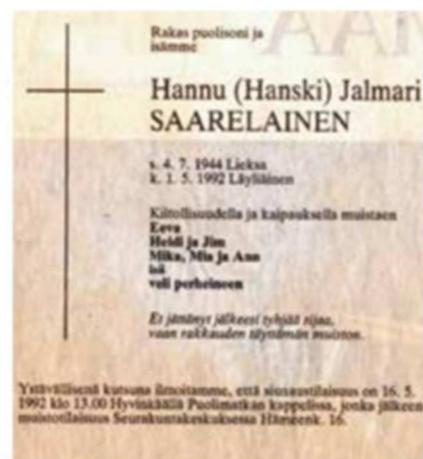 Rakas puolisoni ja
isämme
Hannu (Hanski) Jalmari
SAARELAINEN
s. 4. 7. 1944 Lieksa
k. 1. 5. 1992 Läyliäinen
Kiitollisuudella ja kaipauksella muistaen
Eeva
Heidi ja Jim
Mika, Mia ja Ann
isä
veli perheineen
Et jättänyt jälkeesi tyhjää sijaa,
vaan rakkauden täyttämän muiston.
Ystävällisenä kutsuna ilmoitamme, että siunaustilaisuus on 16. 5.
1992 klo 13.00 Hyvinkäällä Puolimatkan kappelissa, jonka jälkeen
muistotilaisuus Seurakuntakeskuksessa Hämeenk. 16.